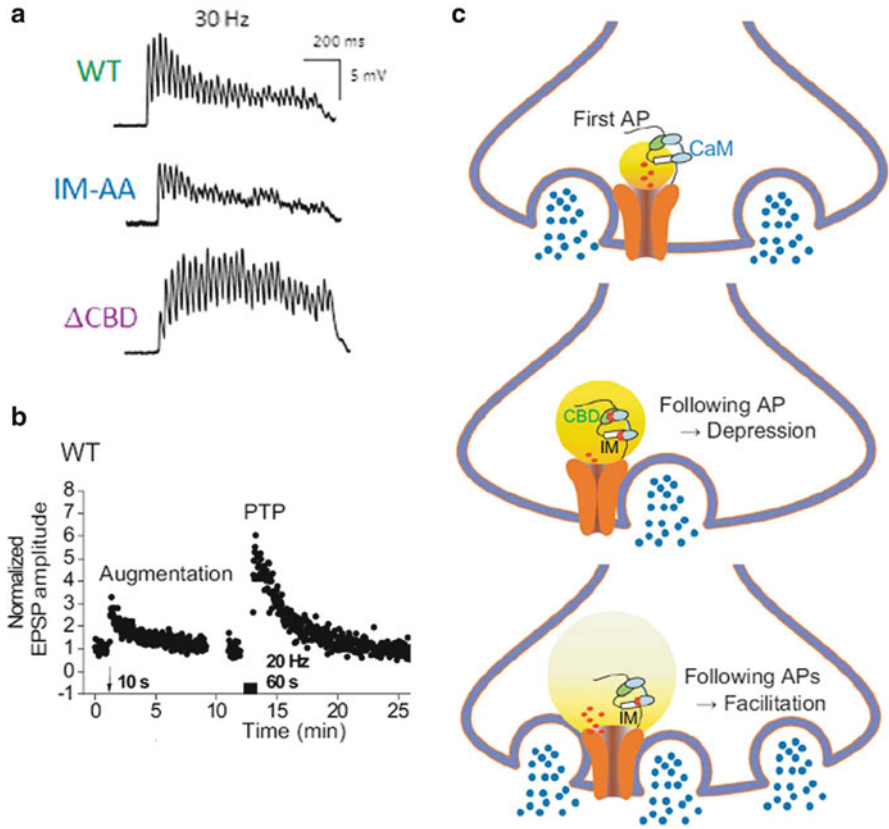 a
30 Hz
200 ms
5 mV
WT
IM-AA
ΔCBD
b
WT
Normalized
EPSP amplitude
8
7
6
5
4
3
2
1
0
-1
Augmentation
PTP
10 s
20 Hz
60 s
0 5 10 15 20 25
Time (min)
c
First AP
CaM
CBD
IM
Following AP
→ Depression
IM
Following APs
→ Facilitation